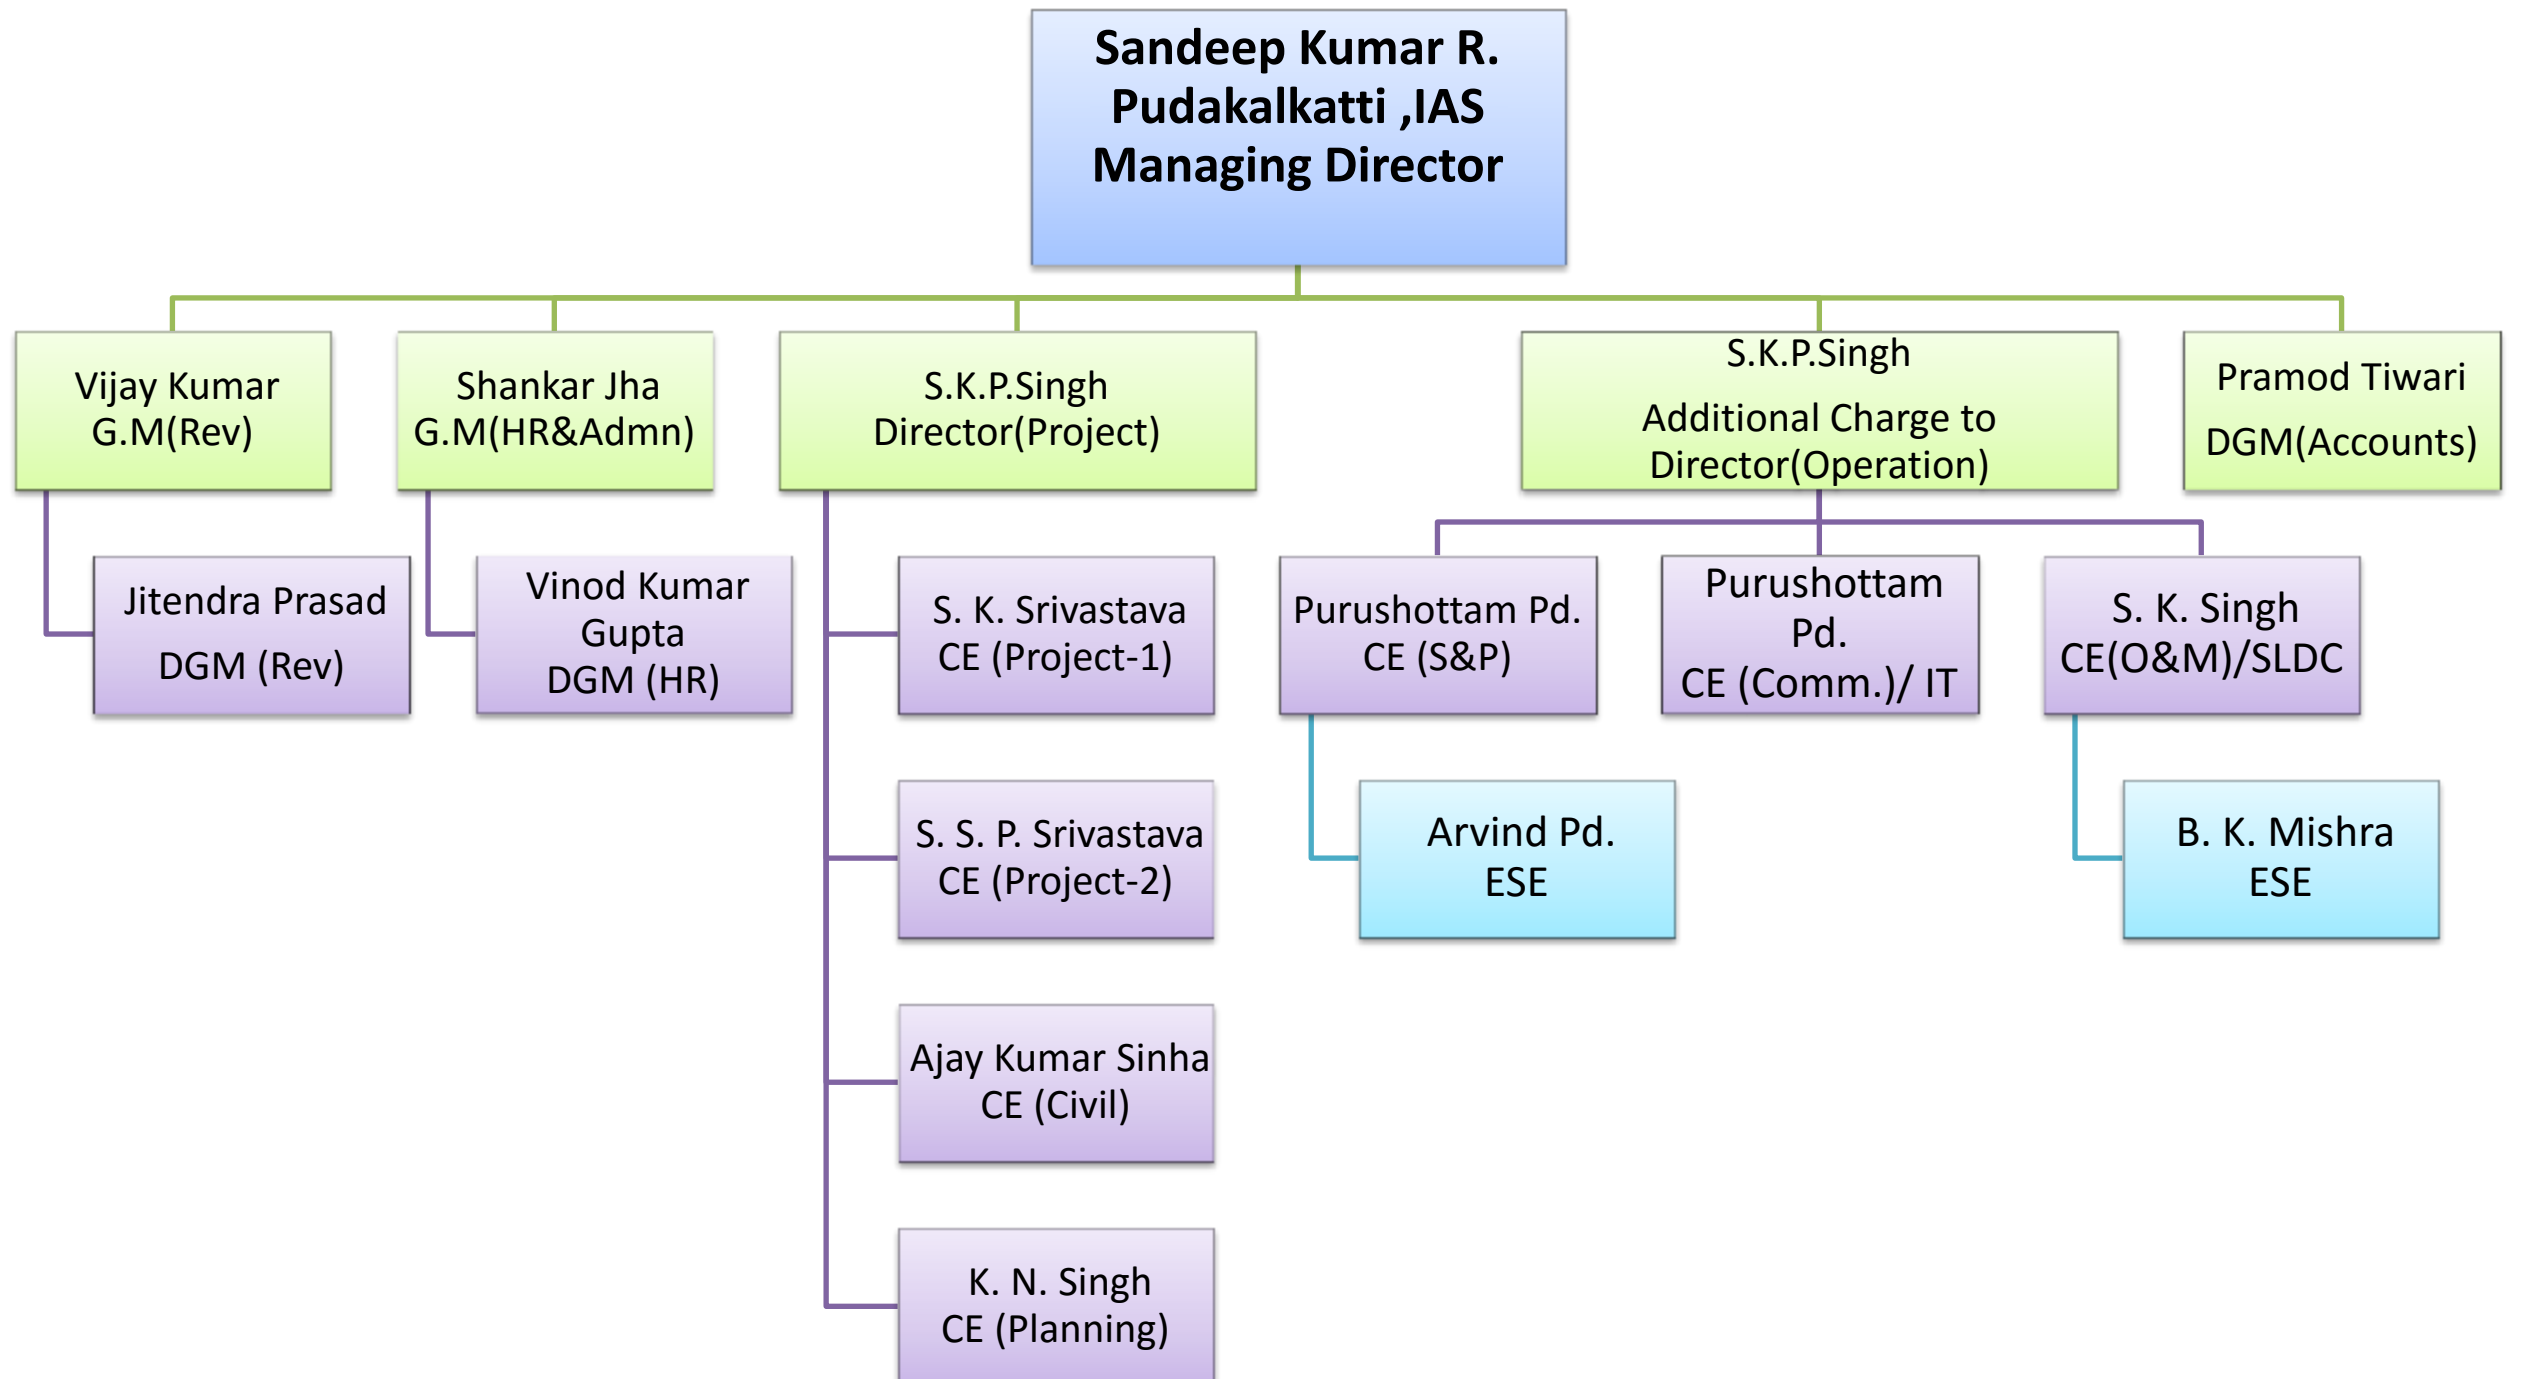 Sandeep Kumar R.
Pudakalkatti ,IAS
Managing Director
Vijay Kumar
G.M(Rev)
Shankar Jha
G.M(HR&Admn)
S.K.P.Singh
Director(Project)
S.K.P.Singh
Additional Charge to
Director(Operation)
Pramod Tiwari
DGM(Accounts)
Jitendra Prasad
DGM (Rev)
Vinod Kumar
Gupta
DGM (HR)
S. K. Srivastava
CE (Project-1)
Purushottam Pd.
CE (S&P)
Purushottam
Pd.
CE (Comm.)/ IT
S. K. Singh
CE(O&M)/SLDC
S. S. P. Srivastava
CE (Project-2)
Arvind Pd.
ESE
B. K. Mishra
ESE
Ajay Kumar Sinha
CE (Civil)
K. N. Singh
CE (Planning)